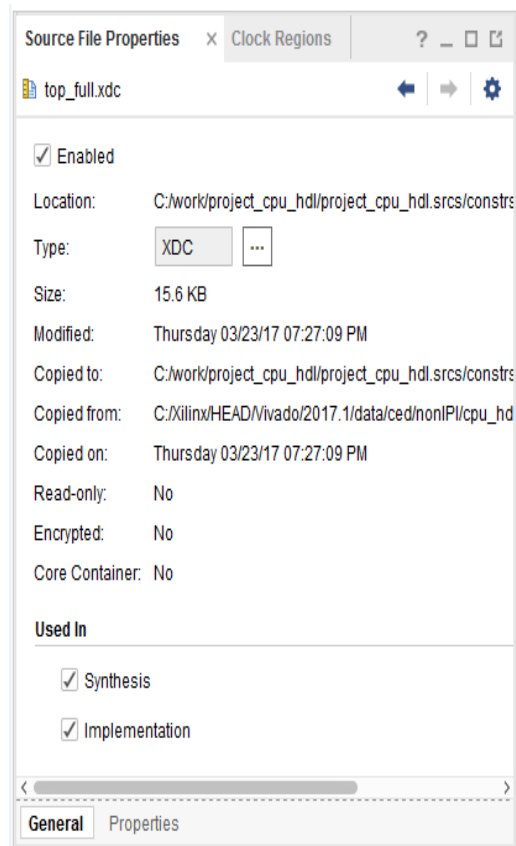 Source File Properties × Clock Regions ? _
top_full.xdc
Enabled
Location: C:/work/project_cpu_hdl/project_cpu_hdl.srcs/constrs
Type: XDC ...
Size: 15.6 KB
Modified: Thursday 03/23/17 07:27:09 PM
Copied to: C:/work/project_cpu_hdl/project_cpu_hdl.srcs/constrs
Copied from: C:/Xilinx/HEAD/Vivado/2017.1/data/ced/nonIPI/cpu_hd
Copied on: Thursday 03/23/17 07:27:09 PM
Read-only: No
Encrypted: No
Core Container: No
Used In
Synthesis
Implementation
General Properties